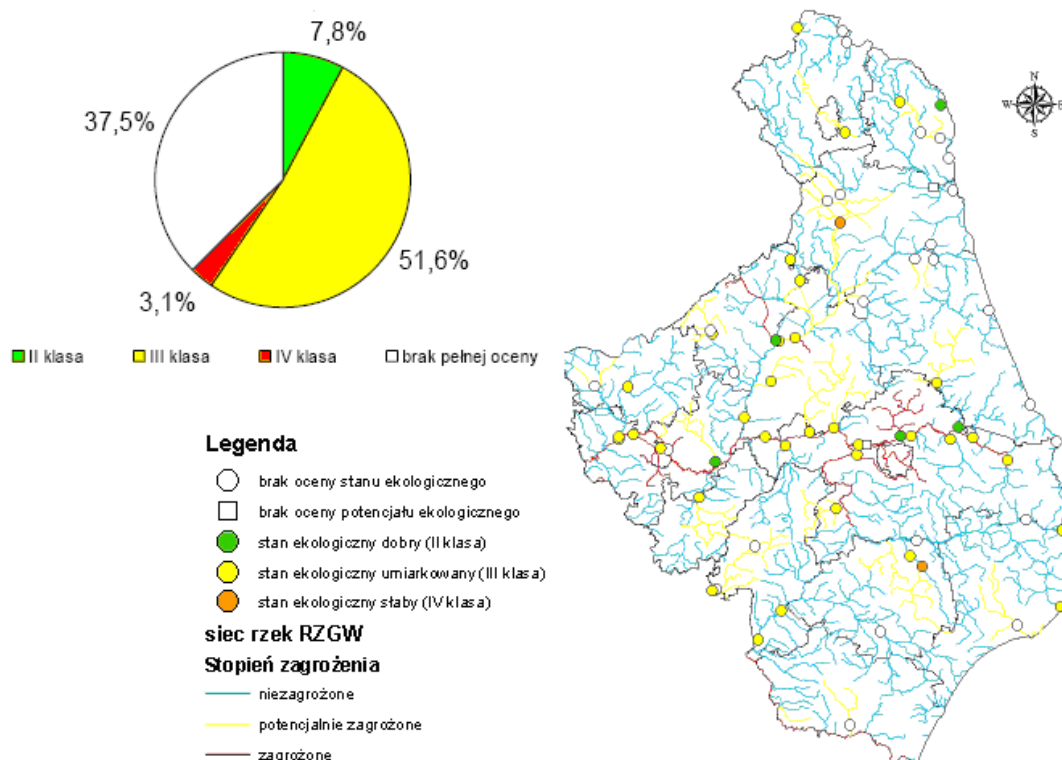 7,8%
37,5%
51,6%
3,1%
II klasa III klasa IV klasa brak pełnej oceny
N
W E
S
Legenda
brak oceny stanu ekologicznego
brak oceny potencjału ekologicznego
stan ekologiczny dobry (II klasa)
stan ekologiczny umiarkowany (III klasa)
stan ekologiczny słaby (IV klasa)
siec rzek RZGW
Stopień zagrożenia
niezagrożone
potencjalnie zagrożone
zagrożone